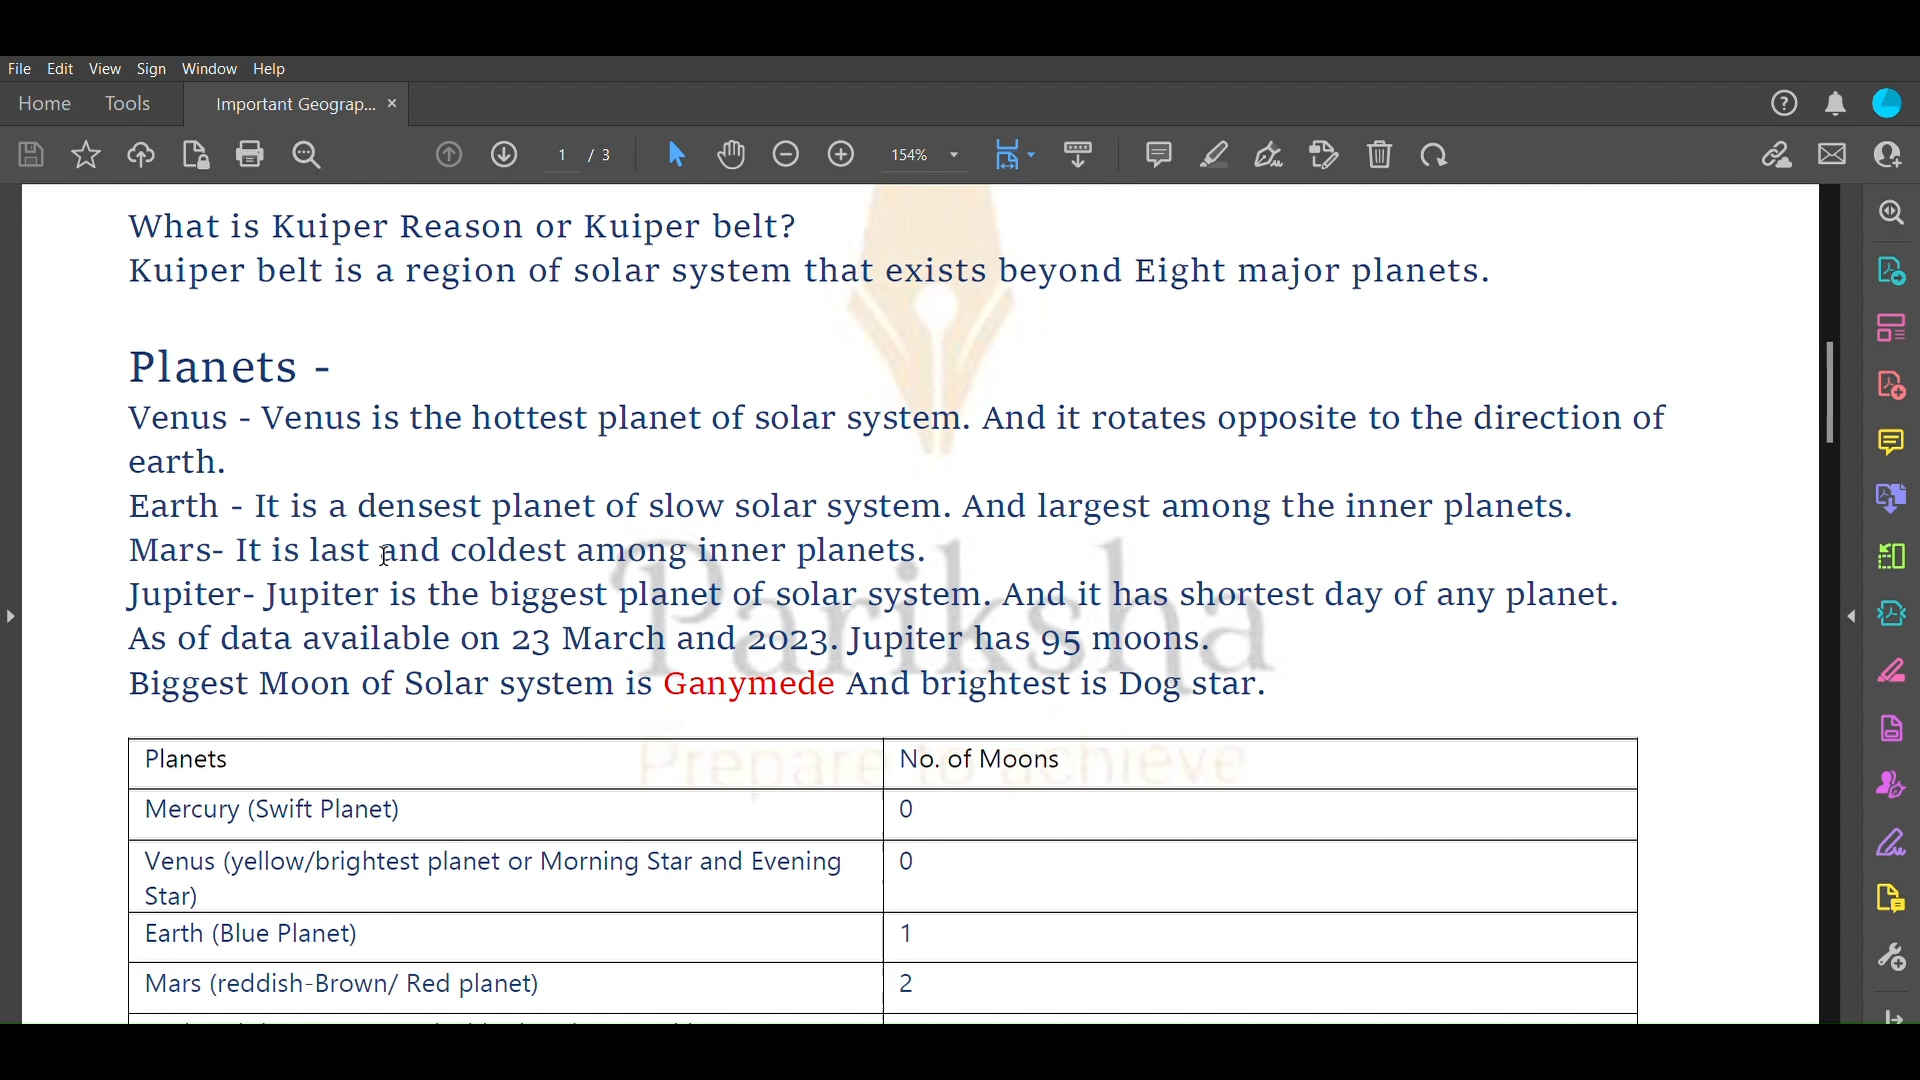 File Edit View Sign Window Help
Home Tools Important Geograp... ×
1 / 3 154%
What is Kuiper Reason or Kuiper belt?
Kuiper belt is a region of solar system that exists beyond Eight major planets.
Planets -
Venus - Venus is the hottest planet of solar system. And it rotates opposite to the direction of
earth.
Earth - It is a densest planet of slow solar system. And largest among the inner planets.
Mars- It is last and coldest among inner planets.
Jupiter- Jupiter is the biggest planet of solar system. And it has shortest day of any planet.
As of data available on 23 March and 2023. Jupiter has 95 moons.
Biggest Moon of Solar system is Ganymede And brightest is Dog star.
Pariksha
Prepare to achieve
Planets No. of Moons
Mercury (Swift Planet) 0
Venus (yellow/brightest planet or Morning Star and Evening 0
Star)
Earth (Blue Planet) 1
Mars (reddish-Brown/ Red planet) 2